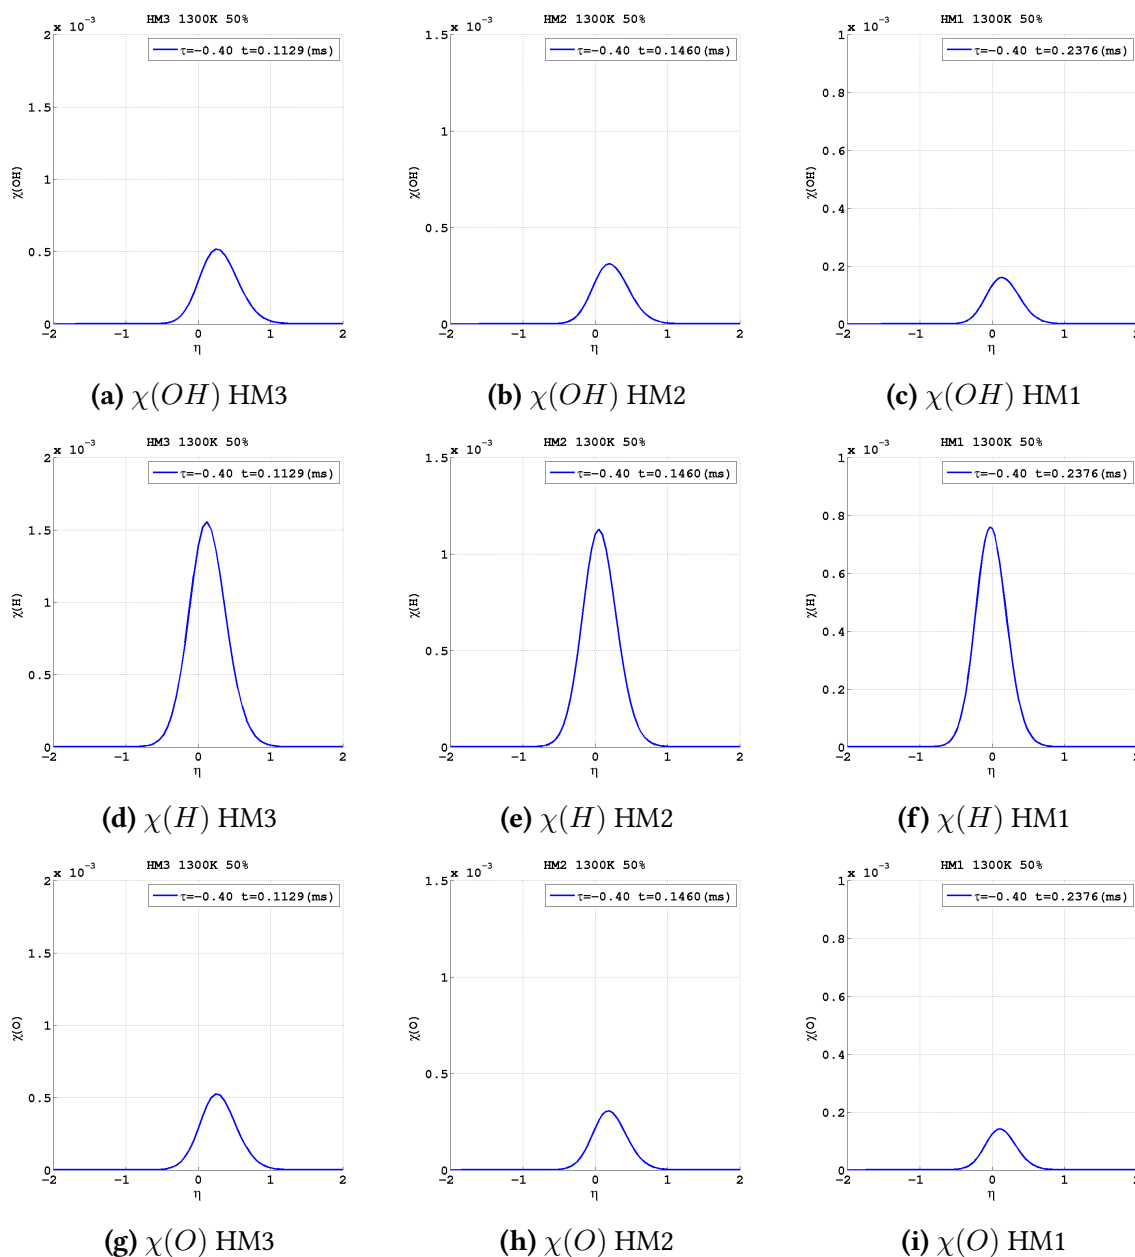 x 10⁻³ HM3 1300K 50%
τ=−0.40 t=0.1129(ms)
χ(OH)
2
1.5
1
0.5
0
−2 −1 0 1 2
η
(a) χ(OH) HM3
x 10⁻³ HM2 1300K 50%
τ=−0.40 t=0.1460(ms)
χ(OH)
1.5
1
0.5
0
−2 −1 0 1 2
η
(b) χ(OH) HM2
x 10⁻³ HM1 1300K 50%
τ=−0.40 t=0.2376(ms)
χ(OH)
1
0.8
0.6
0.4
0.2
0
−2 −1 0 1 2
η
(c) χ(OH) HM1
x 10⁻³ HM3 1300K 50%
τ=−0.40 t=0.1129(ms)
χ(H)
2
1.5
1
0.5
0
−2 −1 0 1 2
η
(d) χ(H) HM3
x 10⁻³ HM2 1300K 50%
τ=−0.40 t=0.1460(ms)
χ(H)
1.5
1
0.5
0
−2 −1 0 1 2
η
(e) χ(H) HM2
x 10⁻³ HM1 1300K 50%
τ=−0.40 t=0.2376(ms)
χ(H)
1
0.8
0.6
0.4
0.2
0
−2 −1 0 1 2
η
(f) χ(H) HM1
x 10⁻³ HM3 1300K 50%
τ=−0.40 t=0.1129(ms)
χ(O)
2
1.5
1
0.5
0
−2 −1 0 1 2
η
(g) χ(O) HM3
x 10⁻³ HM2 1300K 50%
τ=−0.40 t=0.1460(ms)
χ(O)
1.5
1
0.5
0
−2 −1 0 1 2
η
(h) χ(O) HM2
x 10⁻³ HM1 1300K 50%
τ=−0.40 t=0.2376(ms)
χ(O)
1
0.8
0.6
0.4
0.2
0
−2 −1 0 1 2
η
(i) χ(O) HM1